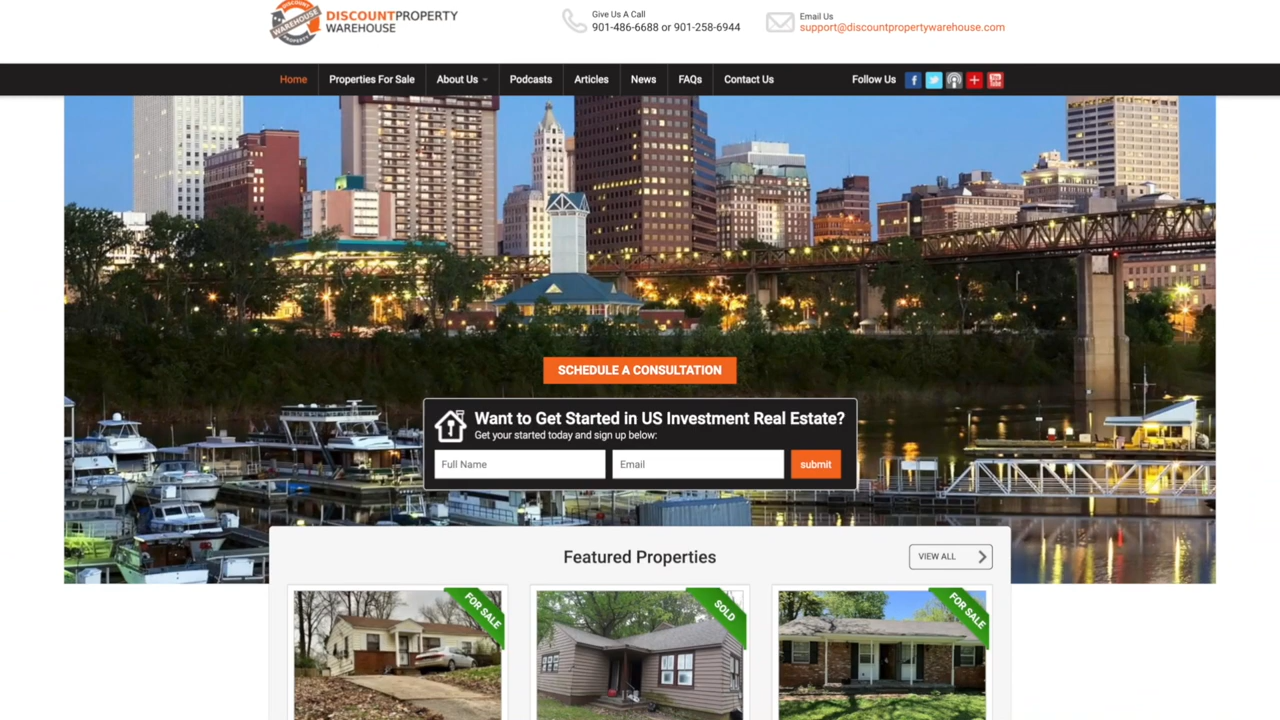 DISCOUNT
WAREHOUSE
PROPERTY
DISCOUNTPROPERTY
WAREHOUSE
Give Us A Call
901-486-6688 or 901-258-6944
Email Us
support@discountpropertywarehouse.com
Home
Properties For Sale
About Us
Podcasts
Articles
News
FAQs
Contact Us
Follow Us
SCHEDULE A CONSULTATION
Want to Get Started in US Investment Real Estate?
Get your started today and sign up below:
Full Name
Email
submit
Featured Properties
VIEW ALL
FOR SALE
SOLD
FOR SALE